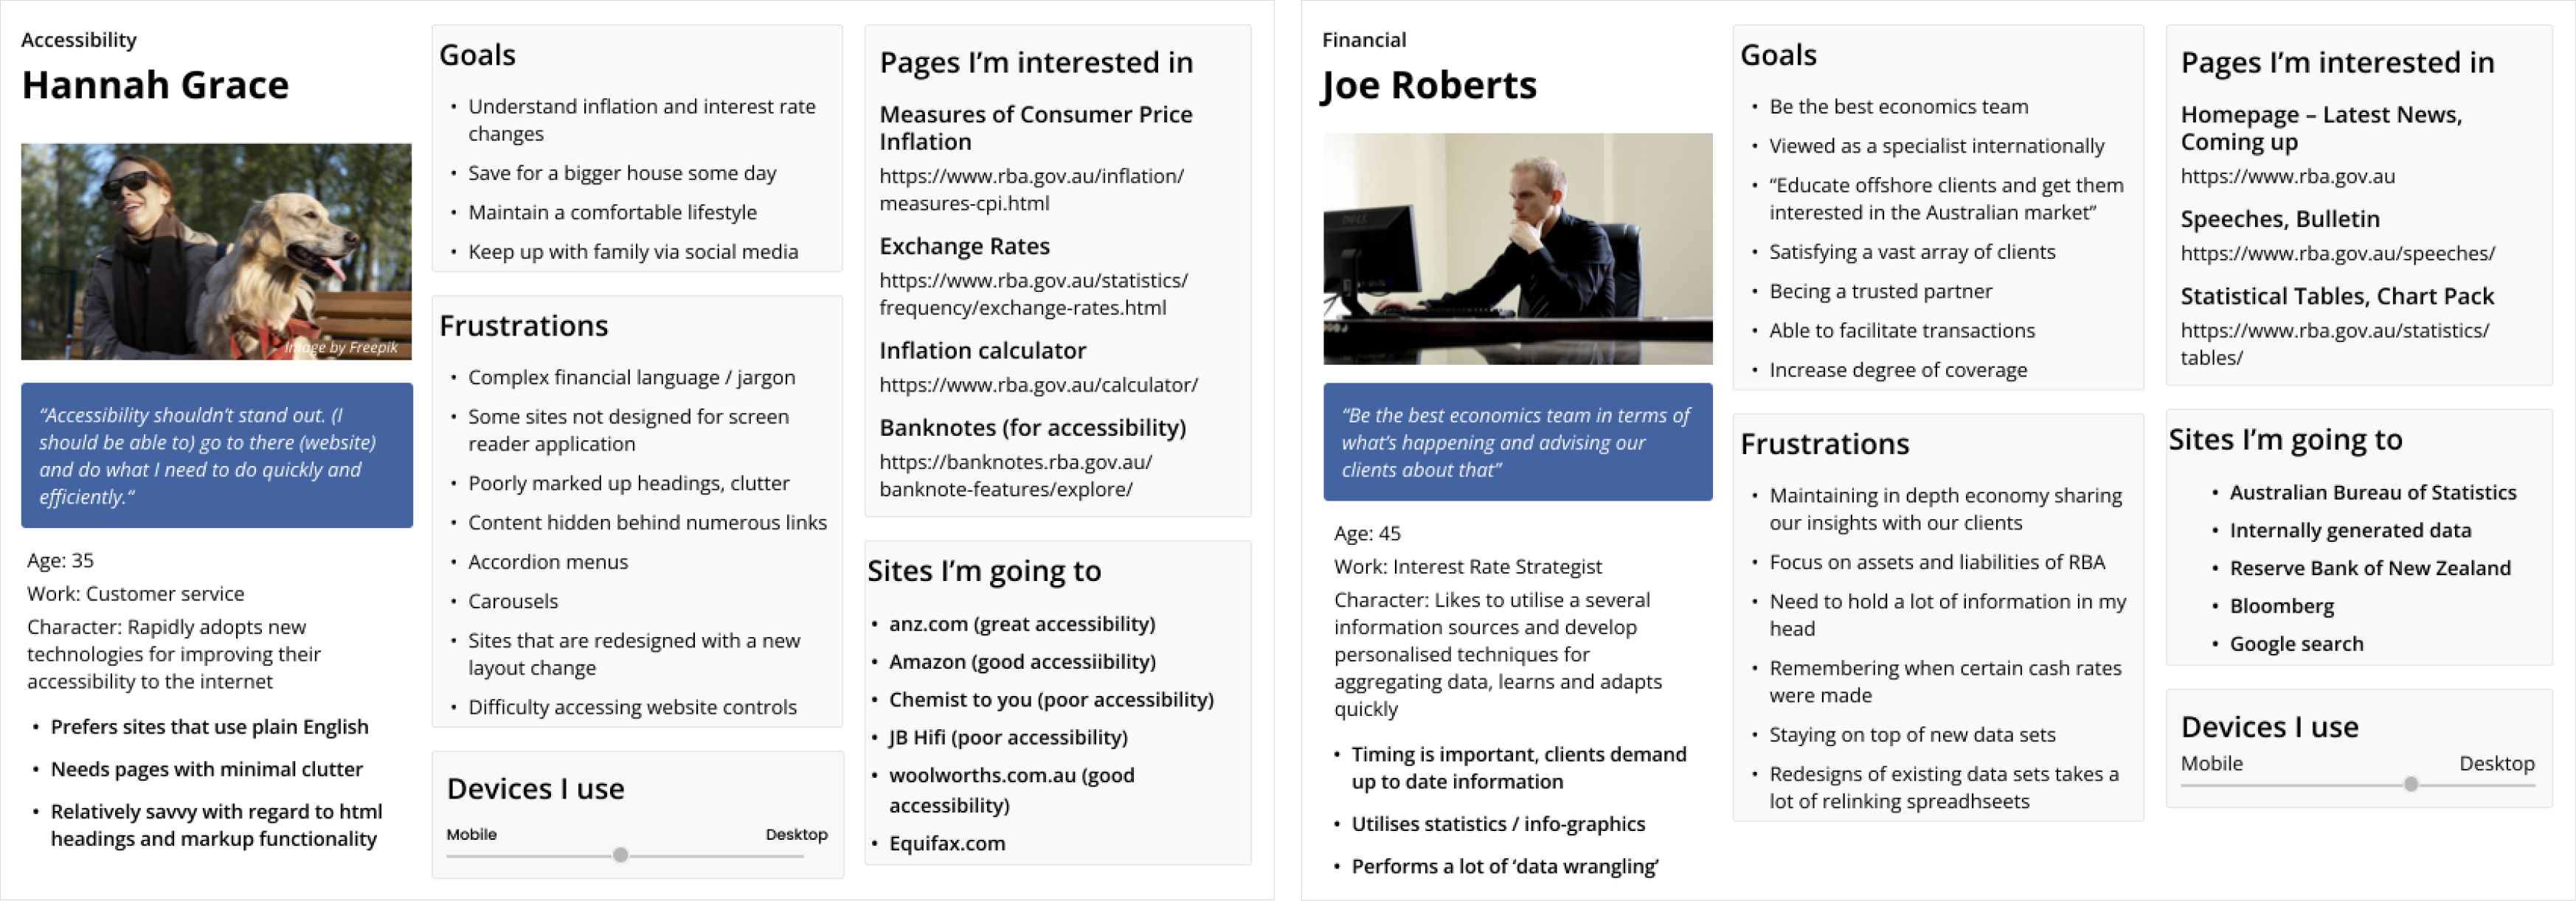 Accessibility
Hannah Grace
Image by Freepik
“Accessibility shouldn’t stand out. (I
should be able to) go to there (website)
and do what I need to do quickly and
efficiently.“
Age: 35
Work: Customer service
Character: Rapidly adopts new
technologies for improving their
accessibility to the internet
• Prefers sites that use plain English
• Needs pages with minimal clutter
• Relatively savvy with regard to html
headings and markup functionality
Goals
• Understand inflation and interest rate
changes
• Save for a bigger house some day
• Maintain a comfortable lifestyle
• Keep up with family via social media
Frustrations
• Complex financial language / jargon
• Some sites not designed for screen
reader application
• Poorly marked up headings, clutter
• Content hidden behind numerous links
• Accordion menus
• Carousels
• Sites that are redesigned with a new
layout change
• Difficulty accessing website controls
Devices I use
Mobile Desktop
Pages I’m interested in
Measures of Consumer Price
Inflation
https://www.rba.gov.au/inflation/
measures-cpi.html
Exchange Rates
https://www.rba.gov.au/statistics/
frequency/exchange-rates.html
Inflation calculator
https://www.rba.gov.au/calculator/
Banknotes (for accessibility)
https://banknotes.rba.gov.au/
banknote-features/explore/
Sites I’m going to
• anz.com (great accessibility)
• Amazon (good accessiibility)
• Chemist to you (poor accessibility)
• JB Hifi (poor accessibility)
• woolworths.com.au (good
accessibility)
• Equifax.com
Financial
Joe Roberts
DELL
“Be the best economics team in terms of
what’s happening and advising our
clients about that”
Age: 45
Work: Interest Rate Strategist
Character: Likes to utilise a several
information sources and develop
personalised techniques for
aggregating data, learns and adapts
quickly
• Timing is important, clients demand
up to date information
• Utilises statistics / info-graphics
• Performs a lot of ‘data wrangling’
Goals
• Be the best economics team
• Viewed as a specialist internationally
• “Educate offshore clients and get them
interested in the Australian market”
• Satisfying a vast array of clients
• Becing a trusted partner
• Able to facilitate transactions
• Increase degree of coverage
Frustrations
• Maintaining in depth economy sharing
our insights with our clients
• Focus on assets and liabilities of RBA
• Need to hold a lot of information in my
head
• Remembering when certain cash rates
were made
• Staying on top of new data sets
• Redesigns of existing data sets takes a
lot of relinking spreadhseets
Pages I’m interested in
Homepage – Latest News,
Coming up
https://www.rba.gov.au
Speeches, Bulletin
https://www.rba.gov.au/speeches/
Statistical Tables, Chart Pack
https://www.rba.gov.au/statistics/
tables/
Sites I’m going to
• Australian Bureau of Statistics
• Internally generated data
• Reserve Bank of New Zealand
• Bloomberg
• Google search
Devices I use
Mobile Desktop